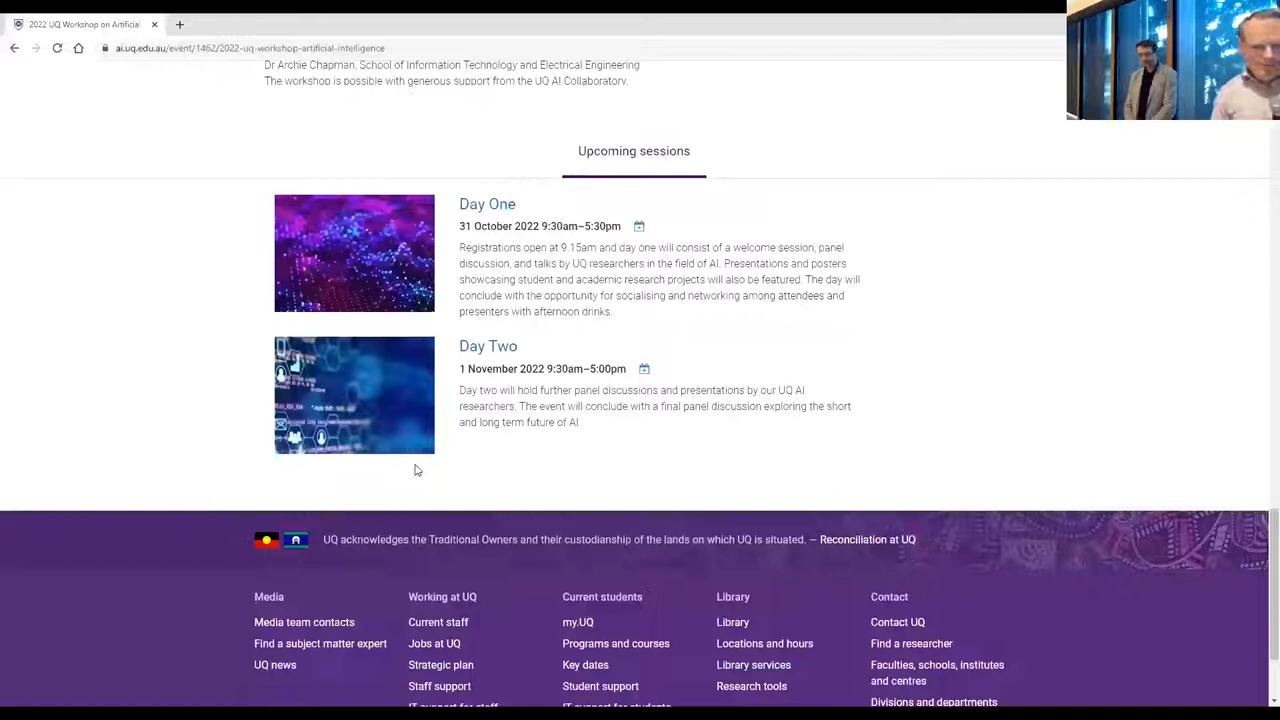 2022 UQ Workshop on Artificial
ai.uq.edu.au/event/1462/2022-uq-workshop-artificial-intelligence
Dr Archie Chapman, School of Information Technology and Electrical Engineering
The workshop is possible with generous support from the UQ AI Collaboratory.
Upcoming sessions
Day One
31 October 2022 9:30am–5:30pm
Registrations open at 9.15am and day one will consist of a welcome session, panel
discussion, and talks by UQ researchers in the field of AI. Presentations and posters
showcasing student and academic research projects will also be featured. The day will
conclude with the opportunity for socialising and networking among attendees and
presenters with afternoon drinks.
Day Two
1 November 2022 9:30am–5:00pm
Day two will hold further panel discussions and presentations by our UQ AI
researchers. The event will conclude with a final panel discussion exploring the short
and long term future of AI.
UQ acknowledges the Traditional Owners and their custodianship of the lands on which UQ is situated. — Reconciliation at UQ
Media
Media team contacts
Find a subject matter expert
UQ news
Working at UQ
Current staff
Jobs at UQ
Strategic plan
Staff support
IT support for staff
Current students
my.UQ
Programs and courses
Key dates
Student support
IT support for students
Library
Library
Locations and hours
Library services
Research tools
Contact
Contact UQ
Find a researcher
Faculties, schools, institutes
and centres
Divisions and departments